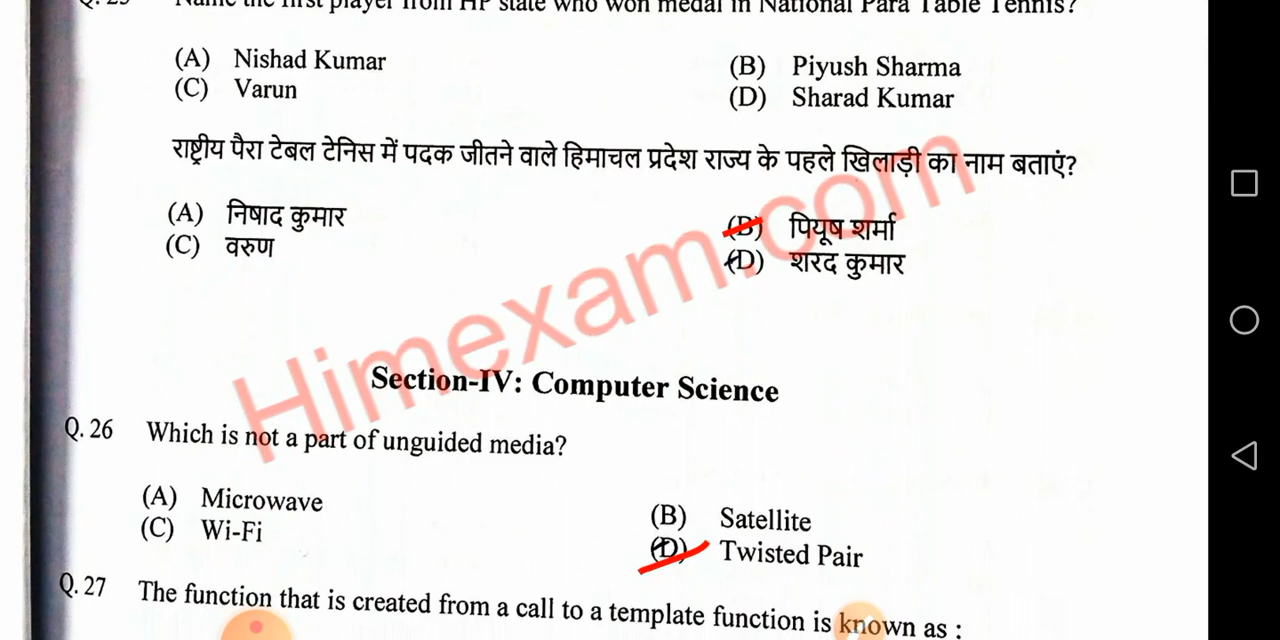 Q. 25 Name the first player from HP state who won medal in National Para Table Tennis?
(A) Nishad Kumar (B) Piyush Sharma
(C) Varun (D) Sharad Kumar
राष्ट्रीय पैरा टेबल टेनिस में पदक जीतने वाले हिमाचल प्रदेश राज्य के पहले खिलाड़ी का नाम बताएं?
(A) निषाद कुमार (B) पियूष शर्मा
(C) वरुण (D) शरद कुमार
Himexam.com
Section-IV: Computer Science
Q. 26 Which is not a part of unguided media?
(A) Microwave (B) Satellite
(C) Wi-Fi (D) Twisted Pair
Q. 27 The function that is created from a call to a template function is known as :